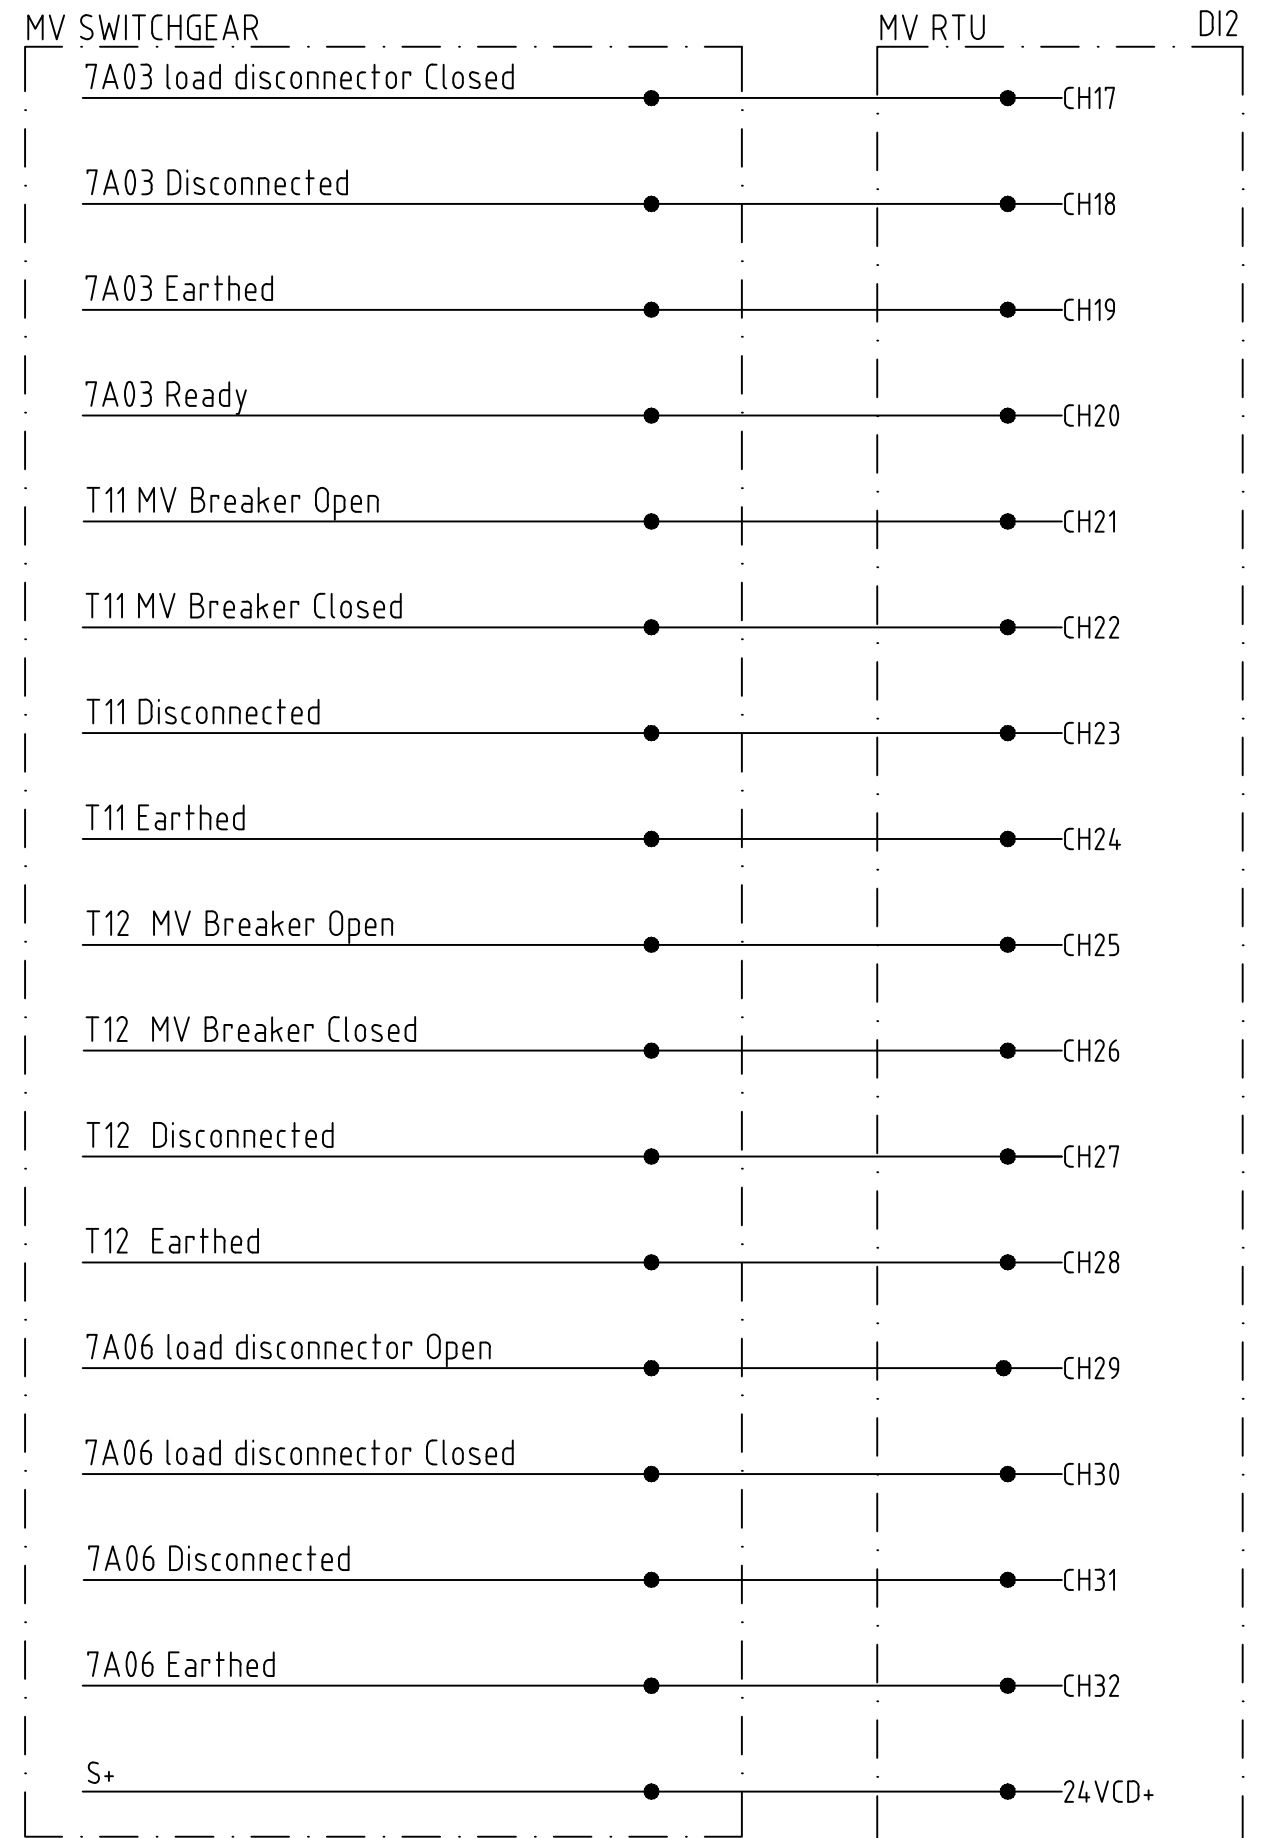 MV SWITCHGEAR MV RTU DI2
7A03 load disconnector Closed CH17
7A03 Disconnected CH18
7A03 Earthed CH19
7A03 Ready CH20
T11 MV Breaker Open CH21
T11 MV Breaker Closed CH22
T11 Disconnected CH23
T11 Earthed CH24
T12 MV Breaker Open CH25
T12 MV Breaker Closed CH26
T12 Disconnected CH27
T12 Earthed CH28
7A06 load disconnector Open CH29
7A06 load disconnector Closed CH30
7A06 Disconnected CH31
7A06 Earthed CH32
S+ 24VCD+